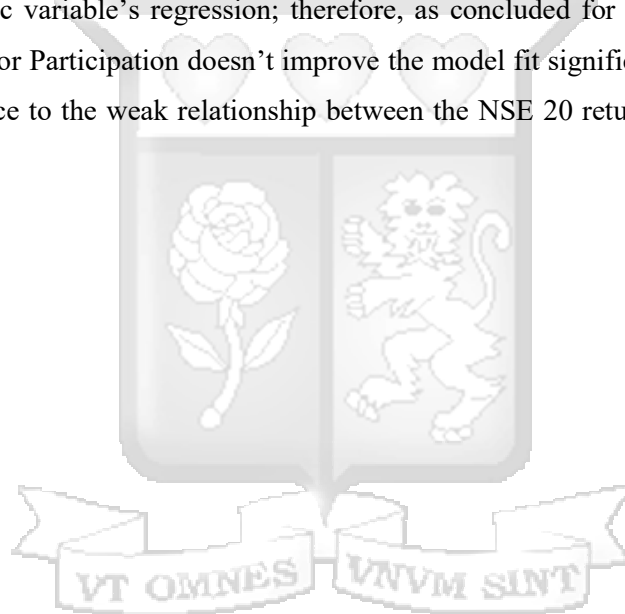 c variable's regression; therefore, as concluded for
or Participation doesn't improve the model fit signific
ce to the weak relationship between the NSE 20 retu
VT OMNES VNVM SINT